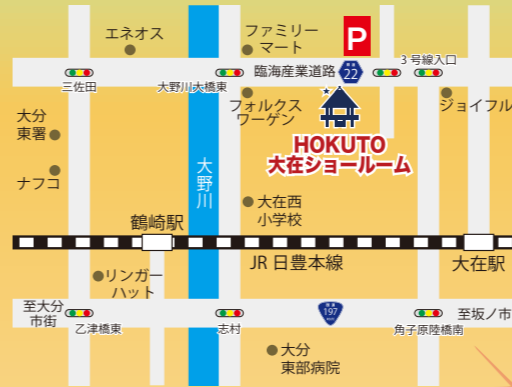 エネオス
ファミリー
マート
P
3号線入口
臨海産業道路
県道
22
三佐田
大野川大橋東
フォルクス
ワーゲン
ジョイフル
大分
東署
HOKUTO
大在ショールーム
ナフコ
大野川
大在西
小学校
鶴崎駅
JR日豊本線
大在駅
リンガー
ハット
至大分
市街
乙津橋東
志村
国道
197
角子原陸橋南
至坂ノ市
大分
東部病院